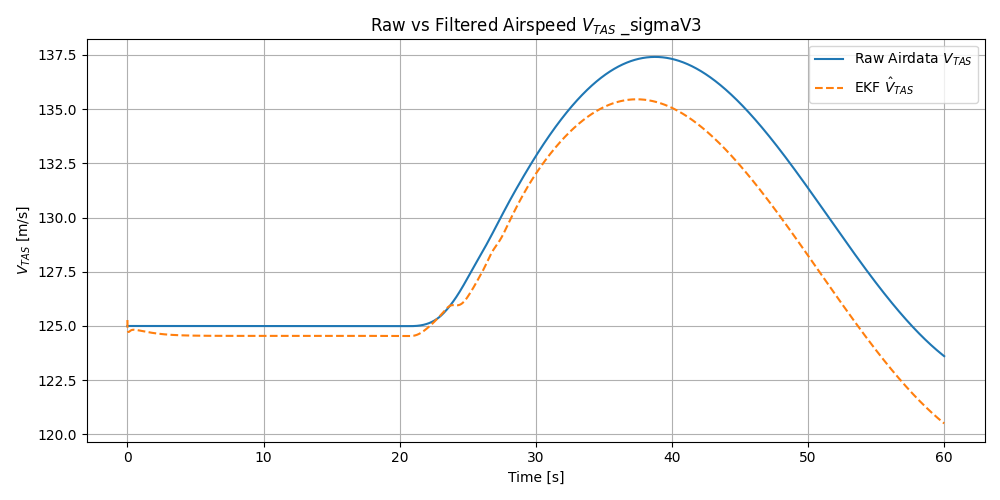 Raw vs Filtered Airspeed V_TAS _sigmaV3
Raw Airdata V_TAS
EKF V̂_TAS
V_TAS [m/s]
137.5
135.0
132.5
130.0
127.5
125.0
122.5
120.0
0 10 20 30 40 50 60
Time [s]